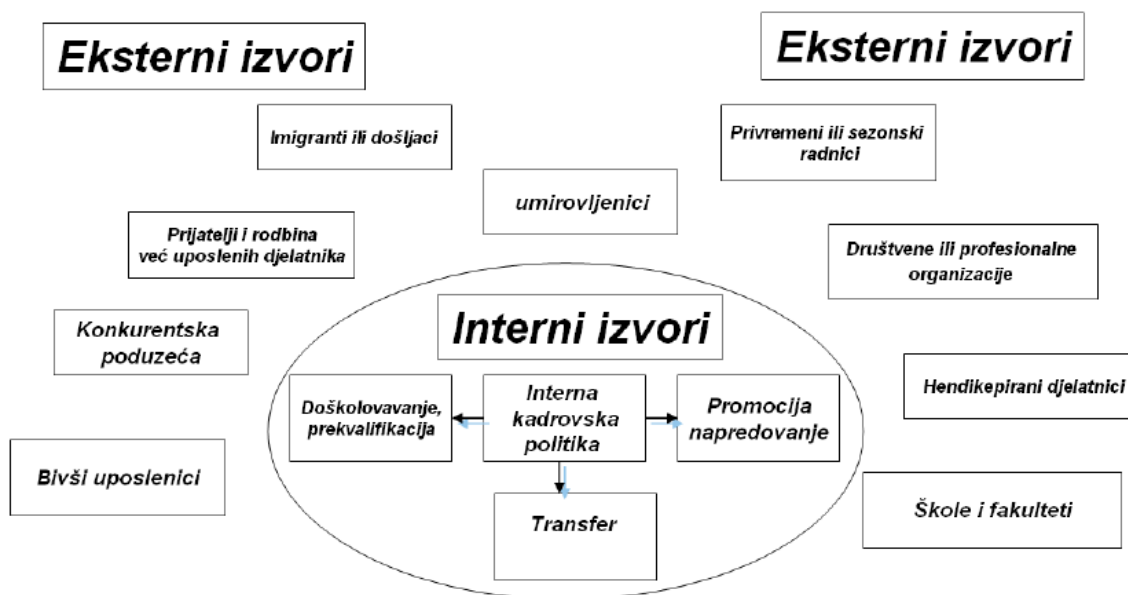 Eksterni izvori
Eksterni izvori
Imigranti ili došljaci
Privremeni ili sezonski
radnici
umirovljenici
Prijatelji i rodbina
već uposlenih djelatnika
Društvene ili profesionalne
organizacije
Konkurentska
poduzeća
Interni izvori
Hendikepirani djelatnici
Doškolovavanje,
prekvalifikacija
Interna
kadrovska
politika
Promocija
napredovanje
Bivši uposlenici
Škole i fakulteti
Transfer